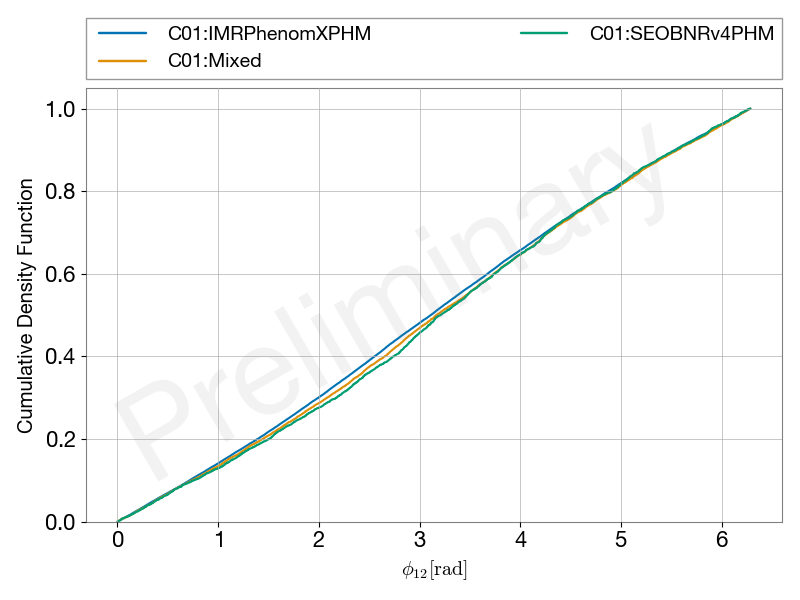 C01:IMRPhenomXPHM
C01:Mixed
C01:SEOBNRv4PHM
Preliminary
Cumulative Density Function
1.0
0.8
0.6
0.4
0.2
0.0
0 1 2 3 4 5 6
ϕ₁₂[rad]